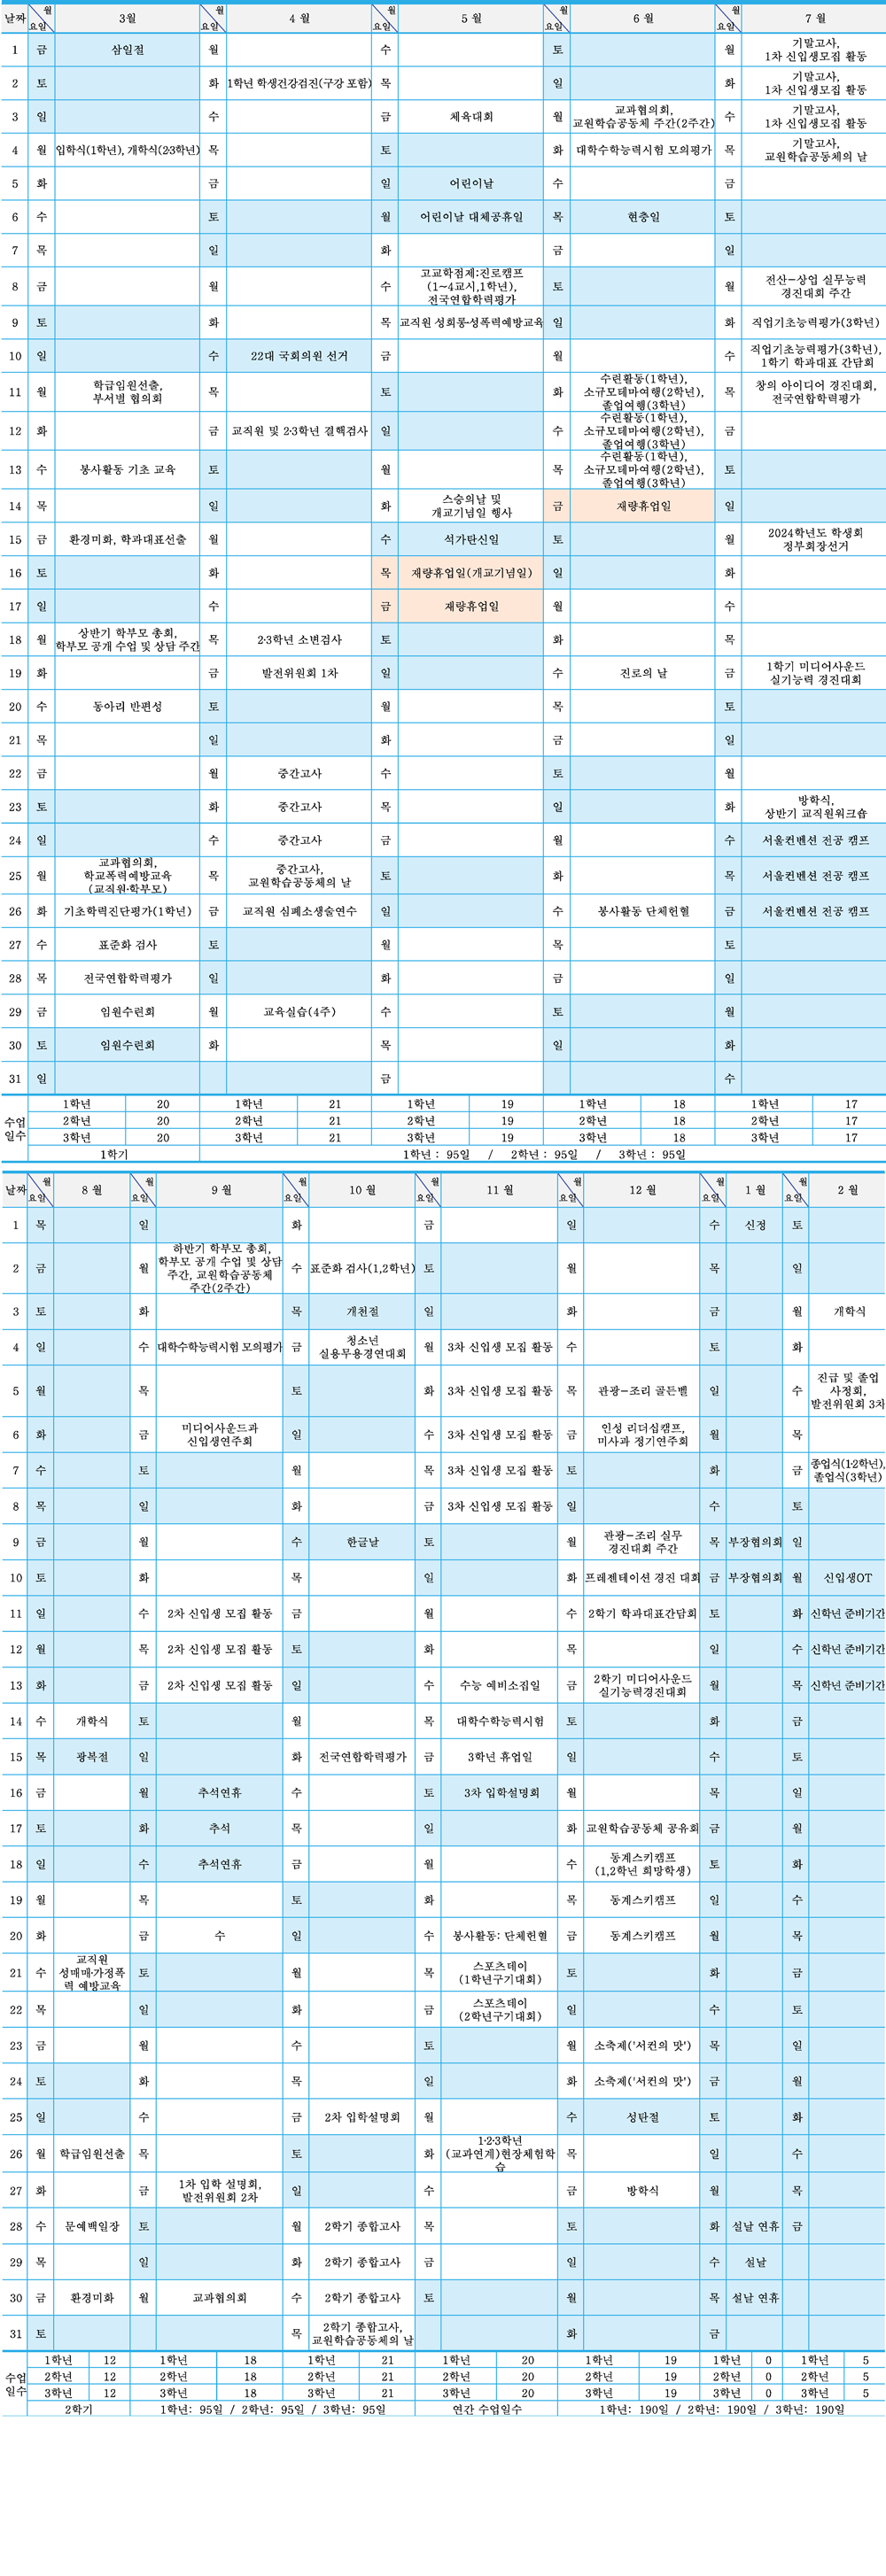 날짜 월 요일 3월 월 요일 4 월 월 요일 5 월 월 요일 6 월 월 요일 7 월
1 금 삼일절 월 수 토 월 기말고사,
1차 신입생모집 활동
2 토 화 1학년 학생건강검진(구강 포함) 목 일 화 기말고사,
1차 신입생모집 활동
3 일 수 금 체육대회 월 교과협의회,
교원학습공동체 주간(2주간) 수 기말고사,
1차 신입생모집 활동
4 월 입학식(1학년), 개학식(2·3학년) 목 토 화 대학수학능력시험 모의평가 목 기말고사,
교원학습공동체의 날
5 화 금 일 어린이날 수 금
6 수 토 월 어린이날 대체공휴일 목 현충일 토
7 목 일 화 금 일
8 금 월 수 고교학점제:진로캠프
(1~4교시,1학년),
전국연합학력평가 토 월 전산-상업 실무능력
경진대회 주간
9 토 화 목 교직원 성희롱·성폭력예방교육 일 화 직업기초능력평가(3학년)
10 일 수 22대 국회의원 선거 금 월 수 직업기초능력평가(3학년),
1학기 학과대표 간담회
11 월 학급임원선출,
부서별 협의회 목 토 화 수련활동(1학년),
소규모테마여행(2학년),
졸업여행(3학년) 목 창의 아이디어 경진대회,
전국연합학력평가
12 화 금 교직원 및 2·3학년 결핵검사 일 수 수련활동(1학년),
소규모테마여행(2학년),
졸업여행(3학년) 금
13 수 봉사활동 기초 교육 토 월 목 수련활동(1학년),
소규모테마여행(2학년),
졸업여행(3학년) 토
14 목 일 화 스승의날 및
개교기념일 행사 금 재량휴업일 일
15 금 환경미화, 학과대표선출 월 수 석가탄신일 토 월 2024학년도 학생회
정부회장선거
16 토 화 목 재량휴업일(개교기념일) 일 화
17 일 수 금 재량휴업일 월 수
18 월 상반기 학부모 총회,
학부모 공개 수업 및 상담 주간 목 2·3학년 소변검사 토 화 목
19 화 금 발전위원회 1차 일 수 진로의 날 금 1학기 미디어사운드
실기능력 경진대회
20 수 동아리 반편성 토 월 목 토
21 목 일 화 금 일
22 금 월 중간고사 수 토 월
23 토 화 중간고사 목 일 화 방학식,
상반기 교직원워크숍
24 일 수 중간고사 금 월 수 서울컨벤션 전공 캠프
25 월 교과협의회,
학교폭력예방교육
(교직원·학부모) 목 중간고사,
교원학습공동체의 날 토 화 목 서울컨벤션 전공 캠프
26 화 기초학력진단평가(1학년) 금 교직원 심폐소생술연수 일 수 봉사활동 단체헌혈 금 서울컨벤션 전공 캠프
27 수 표준화 검사 토 월 목 토
28 목 전국연합학력평가 일 화 금 일
29 금 임원수련회 월 교육실습(4주) 수 토 월
30 토 임원수련회 화 목 일 화
31 일 금 수
수업
일수
1학년 20 1학년 21 1학년 19 1학년 18 1학년 17
2학년 20 2학년 21 2학년 19 2학년 18 2학년 17
3학년 20 3학년 21 3학년 19 3학년 18 3학년 17
1학기 1학년 : 95일 / 2학년 : 95일 / 3학년 : 95일
날짜 월 요일 8 월 월 요일 9 월 월 요일 10 월 월 요일 11 월 월 요일 12 월 월 요일 1 월 월 요일 2 월
1 목 일 화 금 일 수 신정 토
2 금 월 하반기 학부모 총회,
학부모 공개 수업 및 상담
주간, 교원학습공동체
주간(2주간) 수 표준화 검사(1,2학년) 토 월 목 일
3 토 화 목 개천절 일 화 금 월 개학식
4 일 수 대학수학능력시험 모의평가 금 청소년
실용무용경연대회 월 3차 신입생 모집 활동 수 토 화
5 월 목 토 화 3차 신입생 모집 활동 목 관광-조리 골든벨 일 수 진급 및 졸업
사정회,
발전위원회 3차
6 화 금 미디어사운드과
신입생연주회 일 수 3차 신입생 모집 활동 금 인성 리더십캠프,
미사과 정기연주회 월 목
7 수 토 월 목 3차 신입생 모집 활동 토 화 금 종업식(1·2학년),
졸업식(3학년)
8 목 일 화 금 3차 신입생 모집 활동 일 수 토
9 금 월 수 한글날 토 월 관광-조리 실무
경진대회 주간 목 부장협의회 일
10 토 화 목 일 화 프레젠테이션 경진 대회 금 부장협의회 월 신입생OT
11 일 수 2차 신입생 모집 활동 금 월 수 2학기 학과대표간담회 토 화 신학년 준비기간
12 월 목 2차 신입생 모집 활동 토 화 목 일 수 신학년 준비기간
13 화 금 2차 신입생 모집 활동 일 수 수능 예비소집일 금 2학기 미디어사운드
실기능력경진대회 월 목 신학년 준비기간
14 수 개학식 토 월 목 대학수학능력시험 토 화 금
15 목 광복절 일 화 전국연합학력평가 금 3학년 휴업일 일 수 토
16 금 월 추석연휴 수 토 3차 입학설명회 월 목 일
17 토 화 추석 목 일 화 교원학습공동체 공유회 금 월
18 일 수 추석연휴 금 월 수 동계스키캠프
(1,2학년 희망학생) 토 화
19 월 목 토 화 목 동계스키캠프 일 수
20 화 금 수 일 수 봉사활동: 단체헌혈 금 동계스키캠프 월 목
21 수 교직원
성매매·가정폭
력 예방교육 토 월 목 스포츠데이
(1학년구기대회) 토 화 금
22 목 일 화 금 스포츠데이
(2학년구기대회) 일 수 토
23 금 월 수 토 월 소축제('서컨의 맛') 목 일
24 토 화 목 일 화 소축제('서컨의 맛') 금 월
25 일 수 금 2차 입학설명회 월 수 성탄절 토 화
26 월 학급임원선출 목 토 화 1·2·3학년
(교과연계)현장체험학
습 목 일 수
27 화 금 1차 입학 설명회,
발전위원회 2차 일 수 금 방학식 월 목
28 수 문예백일장 토 월 2학기 종합고사 목 토 화 설날 연휴 금
29 목 일 화 2학기 종합고사 금 일 수 설날
30 금 환경미화 월 교과협의회 수 2학기 종합고사 토 월 목 설날 연휴
31 토 목 2학기 종합고사,
교원학습공동체의 날 화 금
수업
일수
1학년 12 1학년 18 1학년 21 1학년 20 1학년 19 1학년 0 1학년 5
2학년 12 2학년 18 2학년 21 2학년 20 2학년 19 2학년 0 2학년 5
3학년 12 3학년 18 3학년 21 3학년 20 3학년 19 3학년 0 3학년 5
2학기 1학년: 95일 / 2학년: 95일 / 3학년: 95일 연간 수업일수 1학년: 190일 / 2학년: 190일 / 3학년: 190일